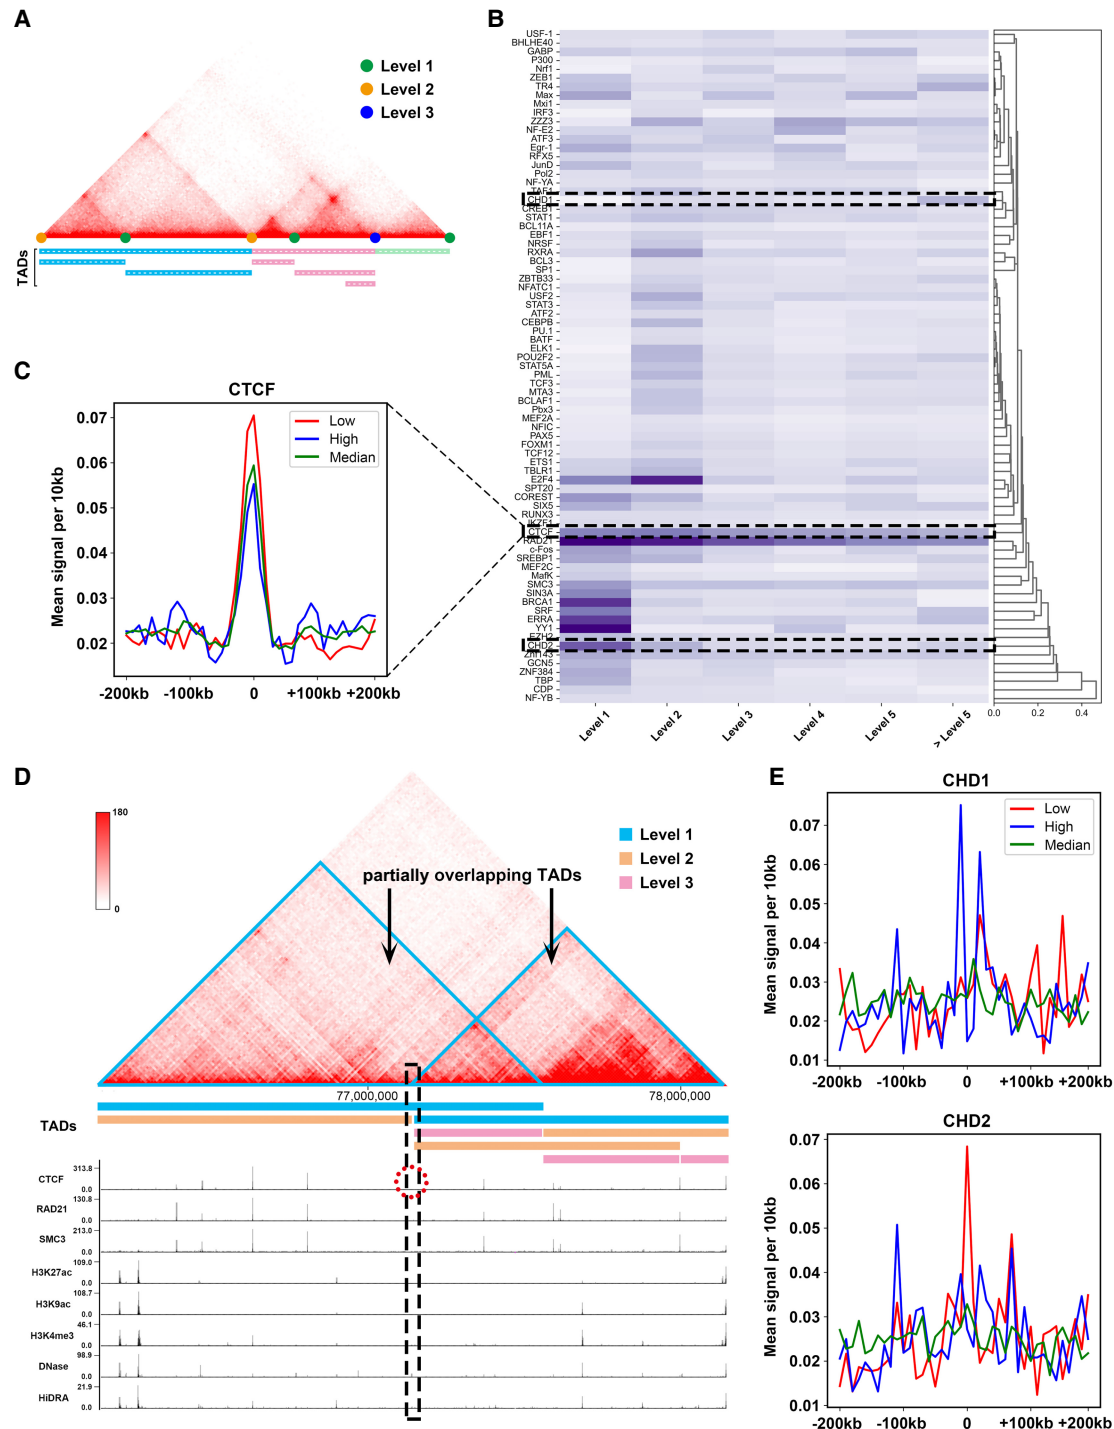 A
Level 1
Level 2
Level 3
TADs
B
USF-1
BHLHE40
GABP
P300
Nrf1
ZEB1
TR4
Max
Mxi1
IRF3
ZZZ3
NF-E2
ATF3
Egr-1
RFX5
JunD
Pol2
NF-YA
TAF1
CHD1
CREB1
STAT1
BCL11A
EBF1
NRSF
RXRA
BCL3
SP1
ZBTB33
NFATC1
USF2
STAT3
ATF2
CEBPB
PU.1
BATF
ELK1
POU2F2
STAT5A
PML
TCF3
MTA3
BCLAF1
Pbx3
MEF2A
NFIC
PAX5
FOXM1
TCF12
ETS1
TBLR1
E2F4
SPT20
COREST
SIX5
RUNX3
IKZF1
CTCF
RAD21
c-Fos
SREBP1
MEF2C
MafK
SMC3
SIN3A
BRCA1
SRF
ERRA
YY1
EZH2
CHD2
Znf143
GCN5
ZNF384
TBP
CDP
NF-YB
Level 1
Level 2
Level 3
Level 4
Level 5
> Level 5
0.0 0.2 0.4
C
CTCF
Low
High
Median
Mean signal per 10kb
0.07
0.06
0.05
0.04
0.03
0.02
-200kb -100kb 0 +100kb +200kb
D
180
0
Level 1
Level 2
Level 3
partially overlapping TADs
77,000,000 78,000,000
TADs
CTCF 313.8 0.0
RAD21 130.8 0.0
SMC3 213.0 0.0
H3K27ac 109.0 0.0
H3K9ac 108.7 0.0
H3K4me3 46.1 0.0
DNase 98.9 0.0
HiDRA 21.9 0.0
E
CHD1
Low
High
Median
Mean signal per 10kb
0.07
0.06
0.05
0.04
0.03
0.02
0.01
-200kb -100kb 0 +100kb +200kb
CHD2
Mean signal per 10kb
0.07
0.06
0.05
0.04
0.03
0.02
0.01
-200kb -100kb 0 +100kb +200kb